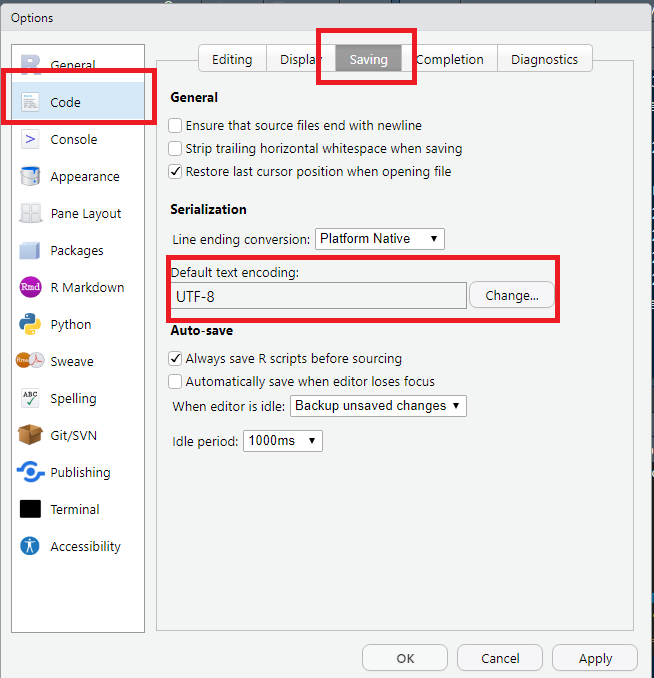 Options
General
Code
Console
Appearance
Pane Layout
Packages
Rmd R Markdown
Python
Rnw Sweave
ABC Spelling
Git/SVN
Publishing
Terminal
Accessibility
Editing Display Saving Completion Diagnostics
General
Ensure that source files end with newline
Strip trailing horizontal whitespace when saving
Restore last cursor position when opening file
Serialization
Line ending conversion: Platform Native
Default text encoding:
UTF-8 Change...
Auto-save
Always save R scripts before sourcing
Automatically save when editor loses focus
When editor is idle: Backup unsaved changes
Idle period: 1000ms
OK Cancel Apply